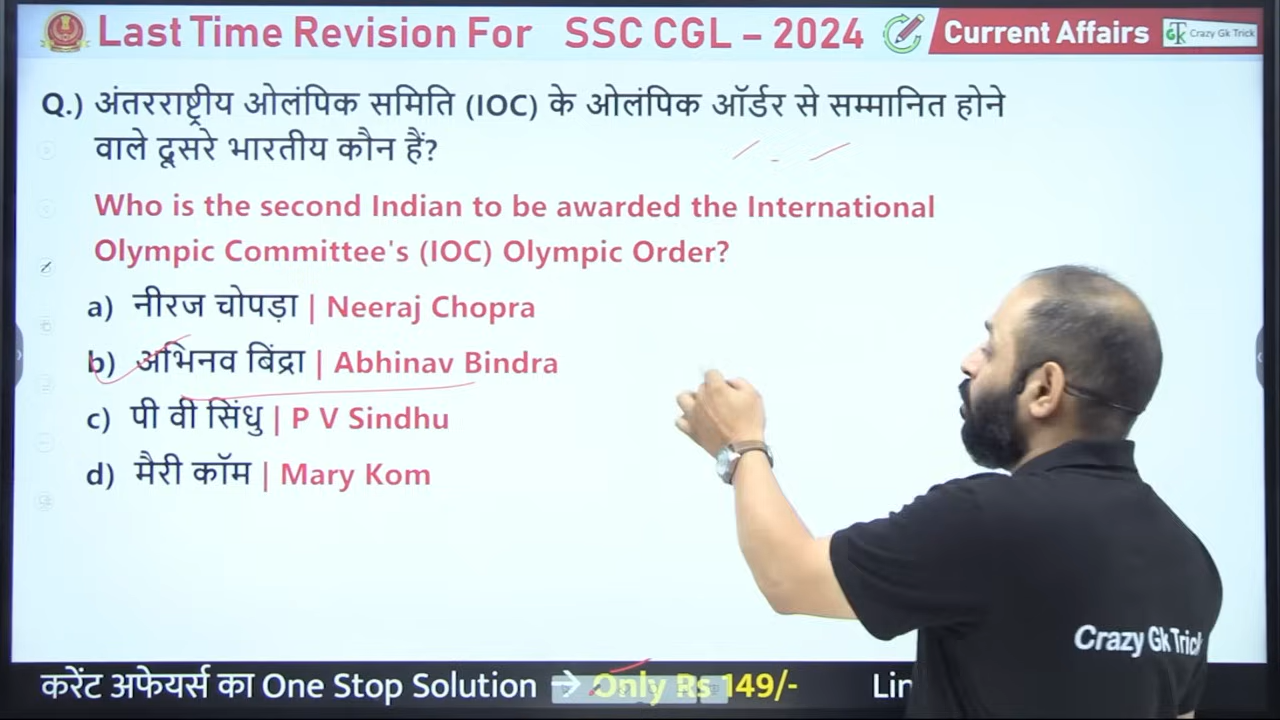 Last Time Revision For SSC CGL – 2024
Current Affairs
Crazy Gk Trick
Q.) अंतरराष्ट्रीय ओलंपिक समिति (IOC) के ओलंपिक ऑर्डर से सम्मानित होने
वाले दूसरे भारतीय कौन हैं?
Who is the second Indian to be awarded the International
Olympic Committee's (IOC) Olympic Order?
a) नीरज चोपड़ा | Neeraj Chopra
b) अभिनव बिंद्रा | Abhinav Bindra
c) पी वी सिंधु | P V Sindhu
d) मैरी कॉम | Mary Kom
Crazy Gk Trick
करेंट अफेयर्स का One Stop Solution → Only Rs 149/-